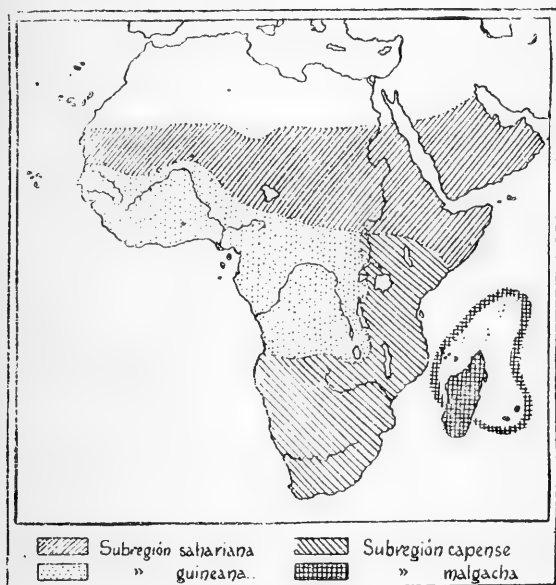 Subregión sahariana
» guineana..
Subregión capense
» malgacha